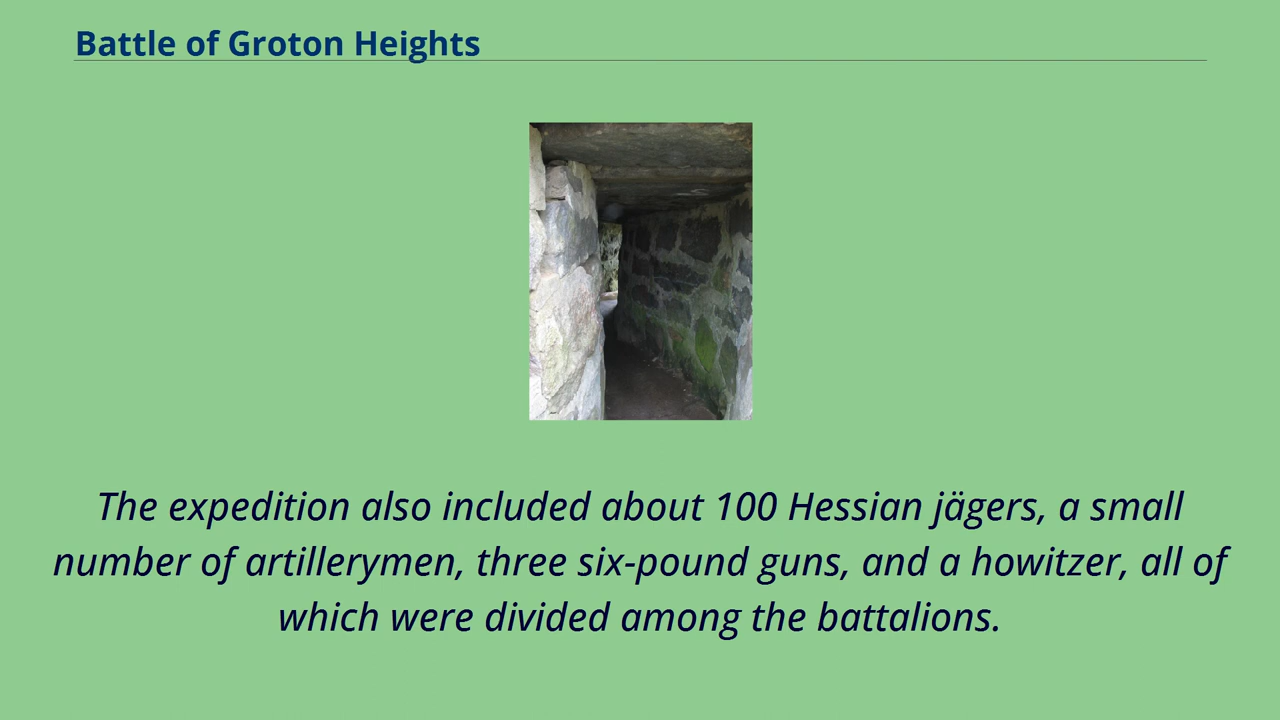 Battle of Groton Heights
The expedition also included about 100 Hessian jägers, a small
number of artillerymen, three six-pound guns, and a howitzer, all of
which were divided among the battalions.